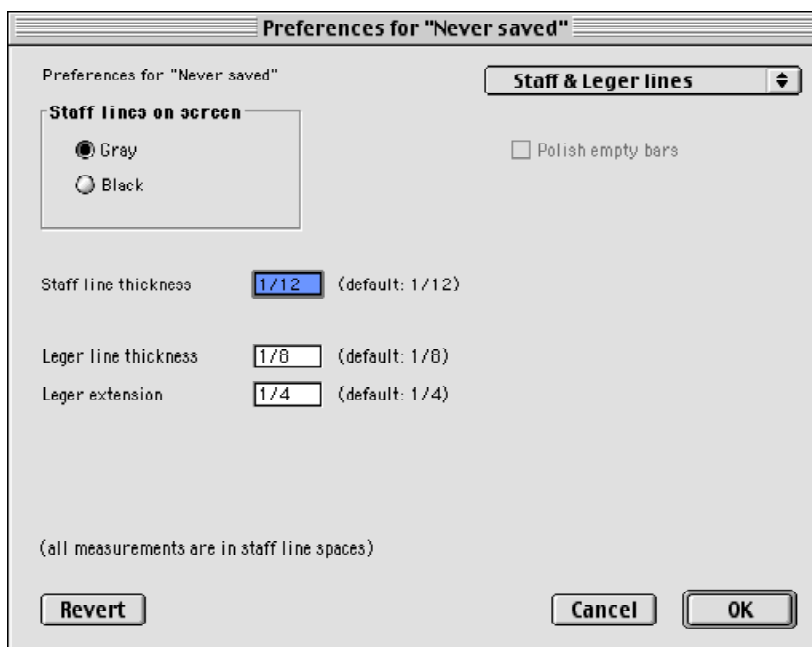 Preferences for "Never saved"
Preferences for "Never saved"
Staff & Leger lines
Staff lines on screen
Gray
Black
Polish empty bars
Staff line thickness 1/12 (default: 1/12)
Leger line thickness 1/8 (default: 1/8)
Leger extension 1/4 (default: 1/4)
(all measurements are in staff line spaces)
Revert Cancel OK